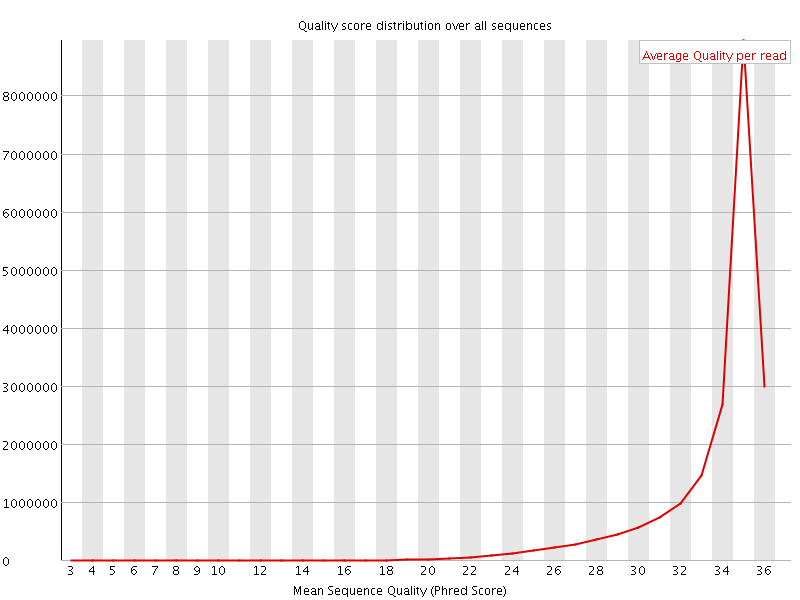 Quality score distribution over all sequences
Average Quality per read
8000000
7000000
6000000
5000000
4000000
3000000
2000000
1000000
0
3 4 5 6 7 8 9 10 12 14 16 18 20 22 24 26 28 30 32 34 36
Mean Sequence Quality (Phred Score)